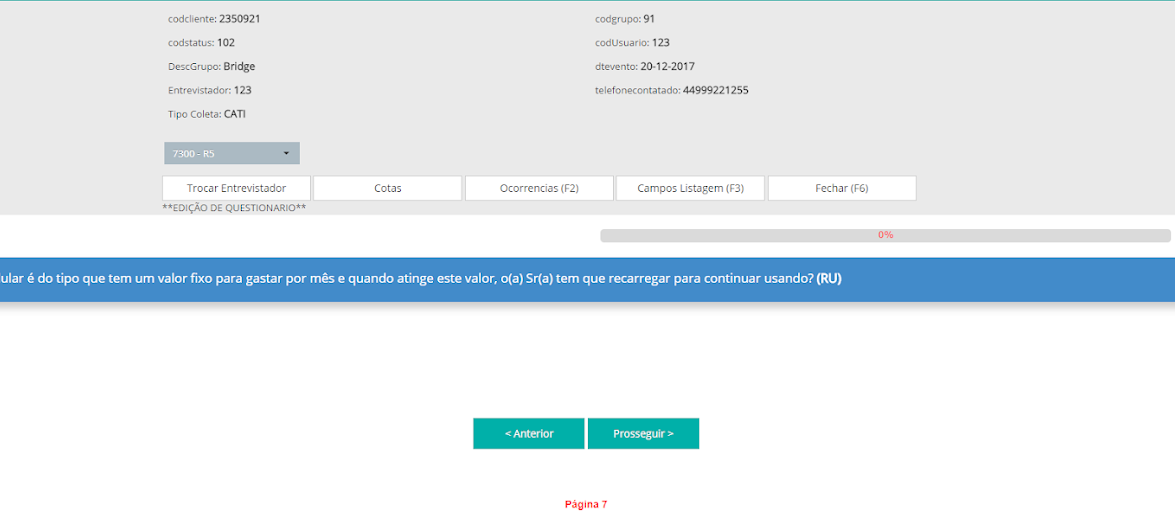 codcliente: 2350921
codgrupo: 91
codstatus: 102
codUsuario: 123
DescGrupo: Bridge
dtevento: 20-12-2017
Entrevistador: 123
telefonecontatado: 44999221255
Tipo Coleta: CATI
7300 - R5
Trocar Entrevistador
Cotas
Ocorrencias (F2)
Campos Listagem (F3)
Fechar (F6)
**EDIÇÃO DE QUESTIONARIO**
0%
ular é do tipo que tem um valor fixo para gastar por mês e quando atinge este valor, o(a) Sr(a) tem que recarregar para continuar usando? (RU)
< Anterior
Prosseguir >
Página 7